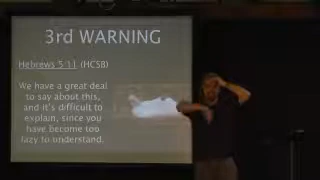 3rd WARNING
Hebrews 5:11 (HCSB)
We have a great deal
to say about this,
and it's difficult to
explain, since you
have become too
lazy to understand.